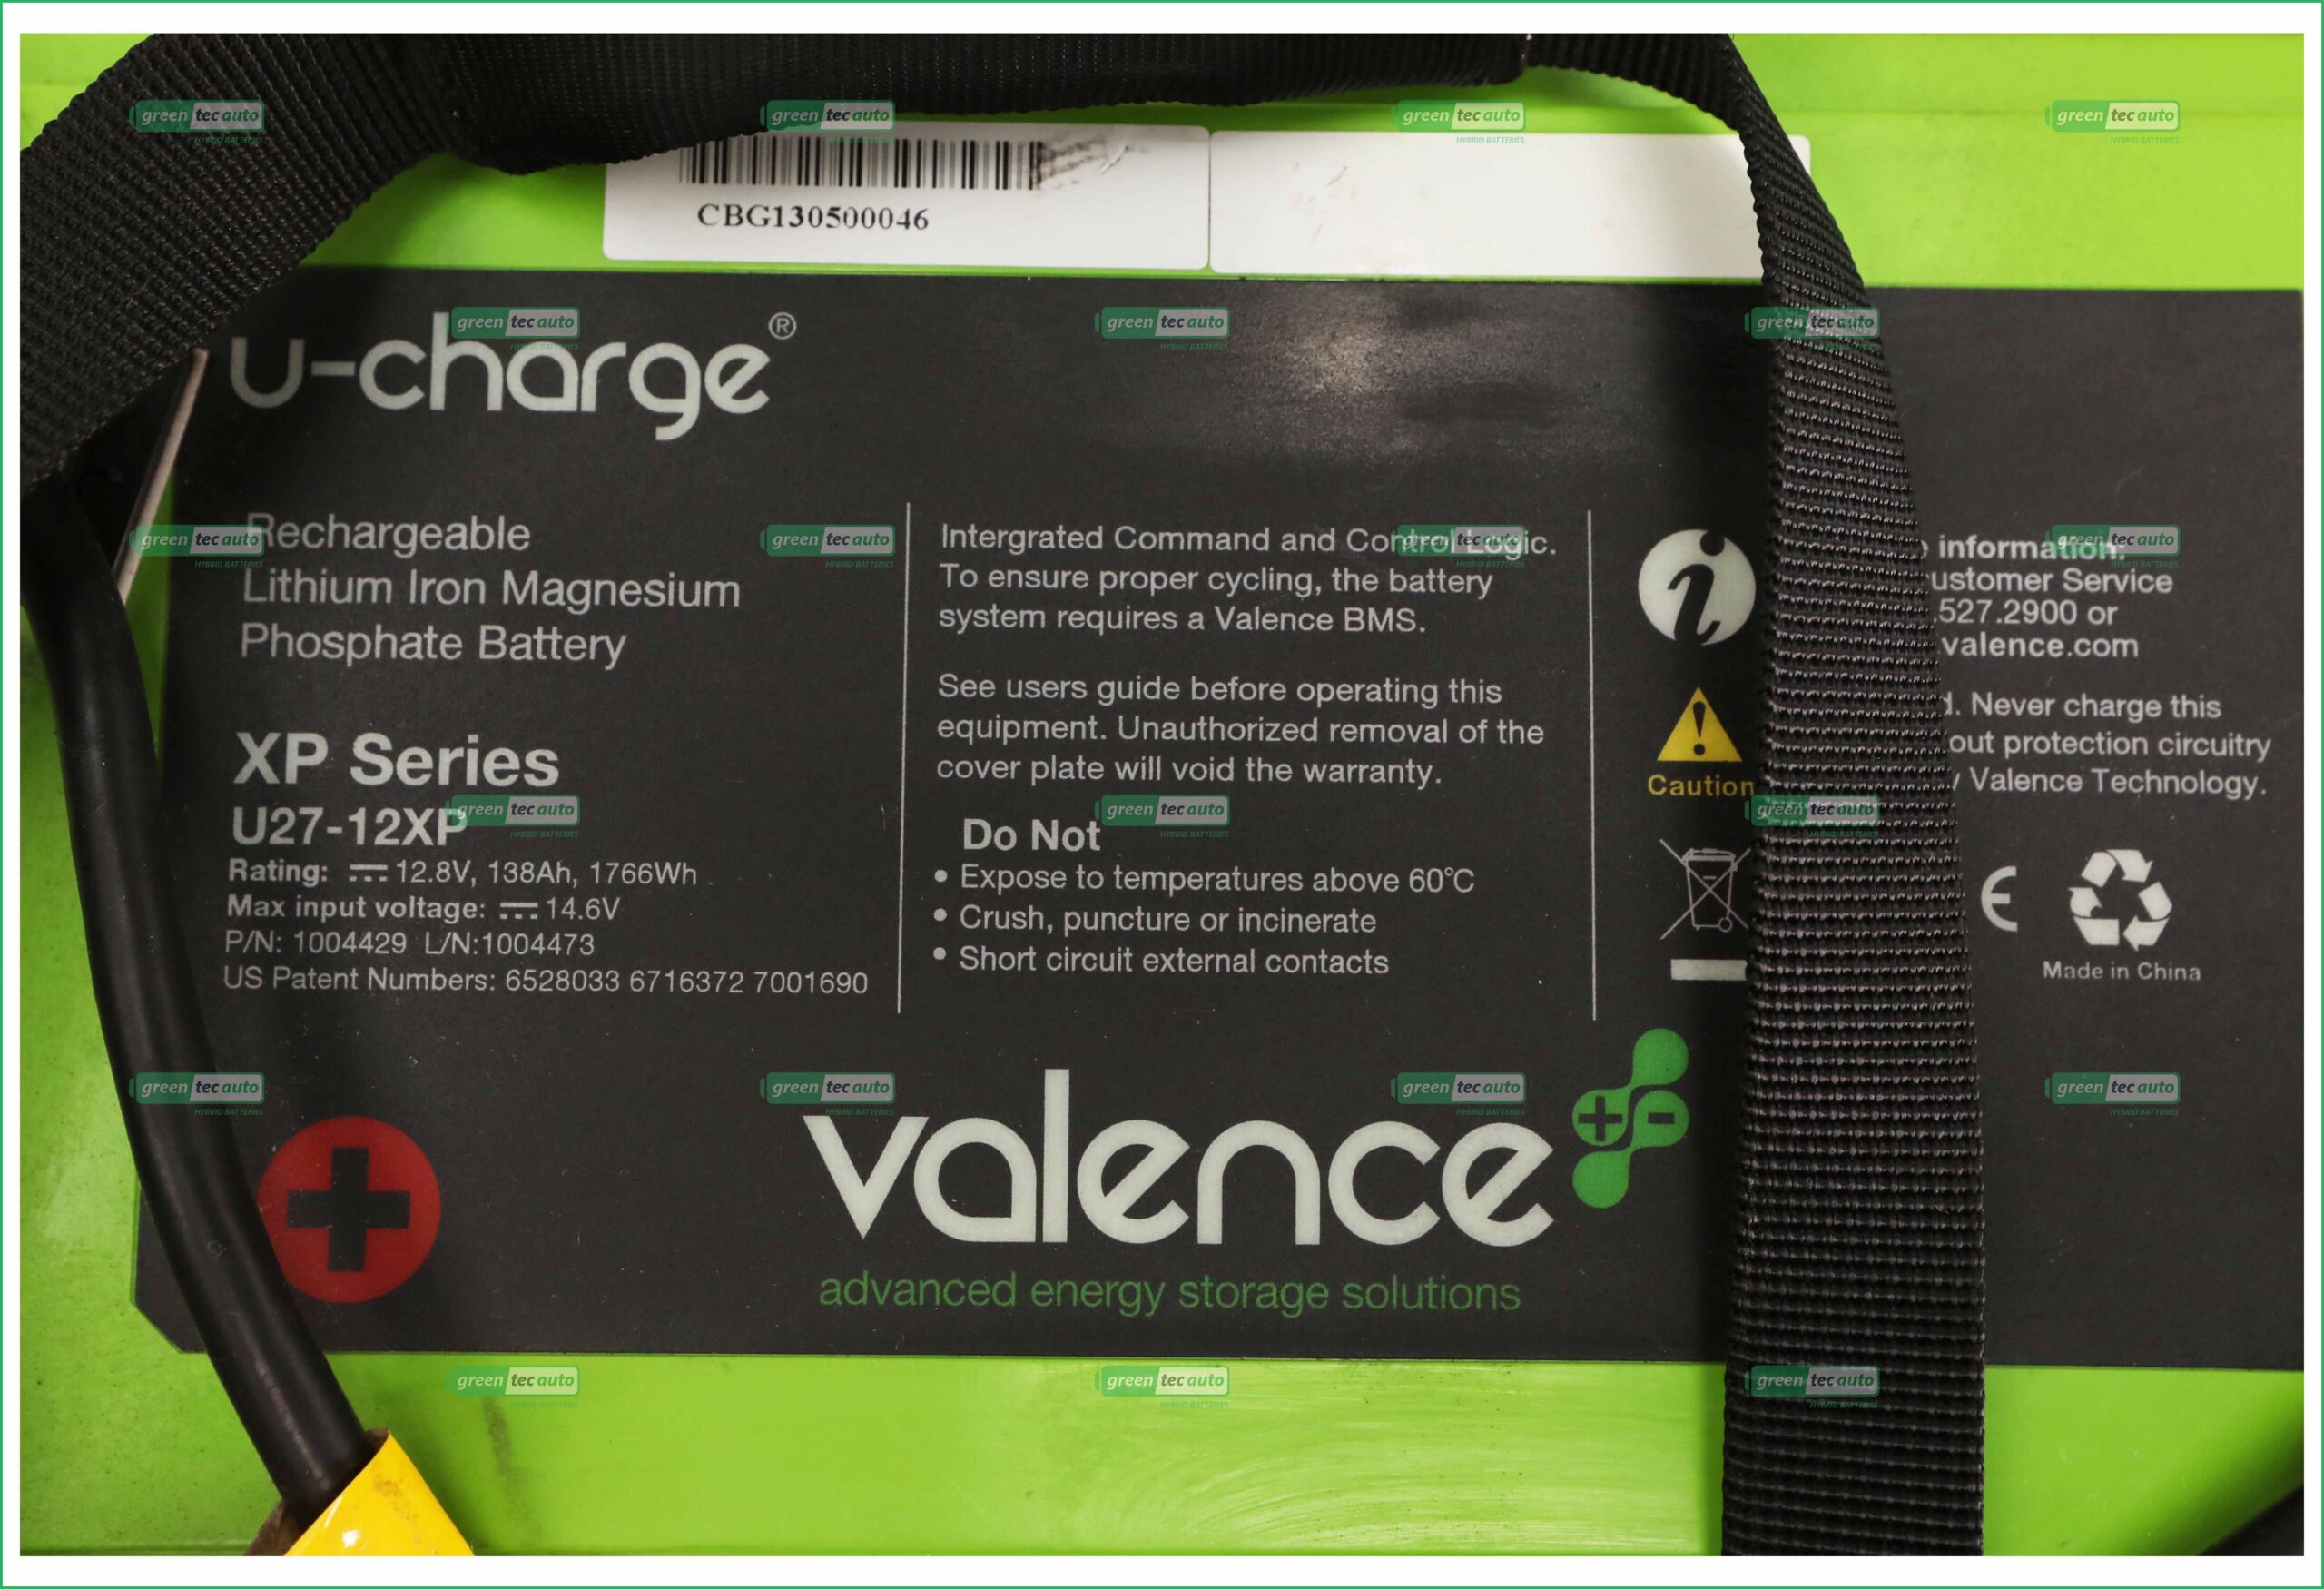 CBG130500046
u-charge®
Rechargeable
Lithium Iron Magnesium
Phosphate Battery
XP Series
U27-12XP
Rating: 12.8V, 138Ah, 1766Wh
Max input voltage: 14.6V
P/N: 1004429 L/N:1004473
US Patent Numbers: 6528033 6716372 7001690
Intergrated Command and Control Logic.
To ensure proper cycling, the battery
system requires a Valence BMS.
See users guide before operating this
equipment. Unauthorized removal of the
cover plate will void the warranty.
Do Not
• Expose to temperatures above 60°C
• Crush, puncture or incinerate
• Short circuit external contacts
information:
ustomer Service
.527.2900 or
valence.com
Caution
. Never charge this
out protection circuitry
Valence Technology.
CE
Made in China
valence
advanced energy storage solutions
green tec auto
HYBRID BATTERIES